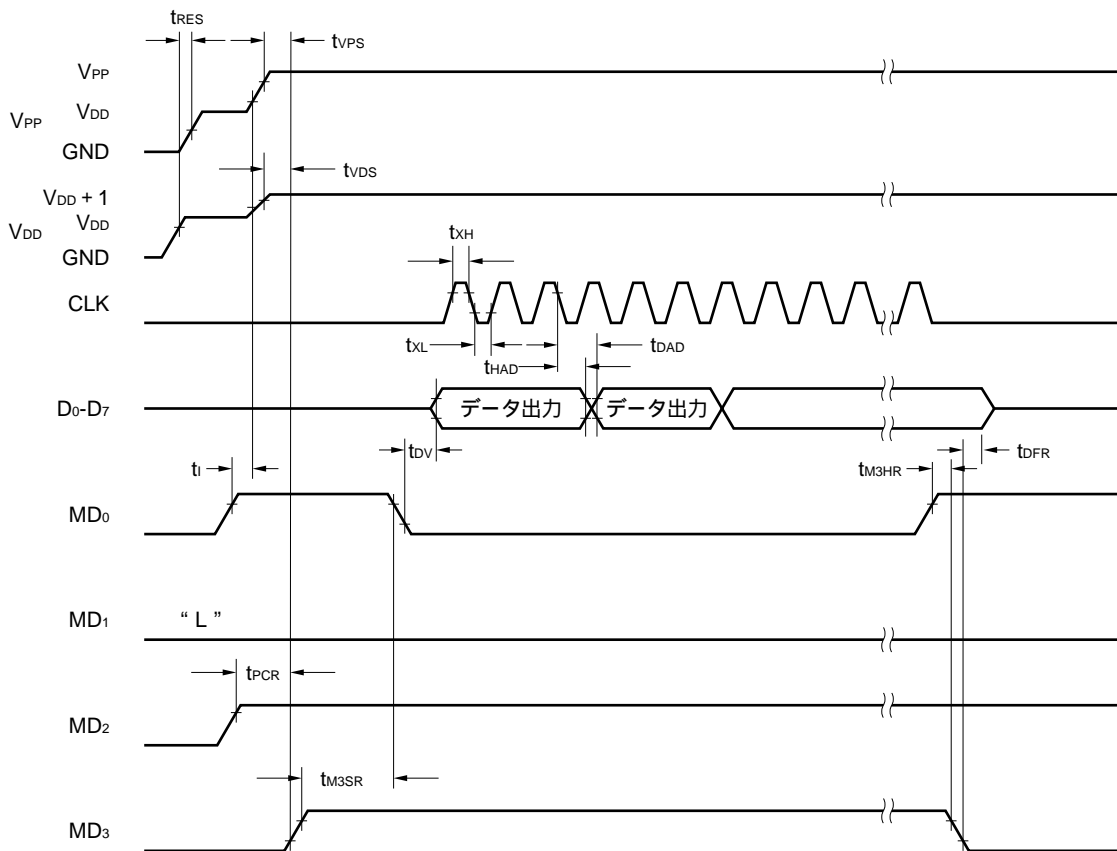 tRES
tVPS
VPP
VPP
VDD
GND
tVDS
VDD + 1
VDD
VDD
GND
tXH
CLK
tXL
tHAD
tDAD
D0-D7
データ出力
データ出力
tDV
tI
tM3HR
tDFR
MD0
MD1
“ L ”
tPCR
MD2
tM3SR
MD3